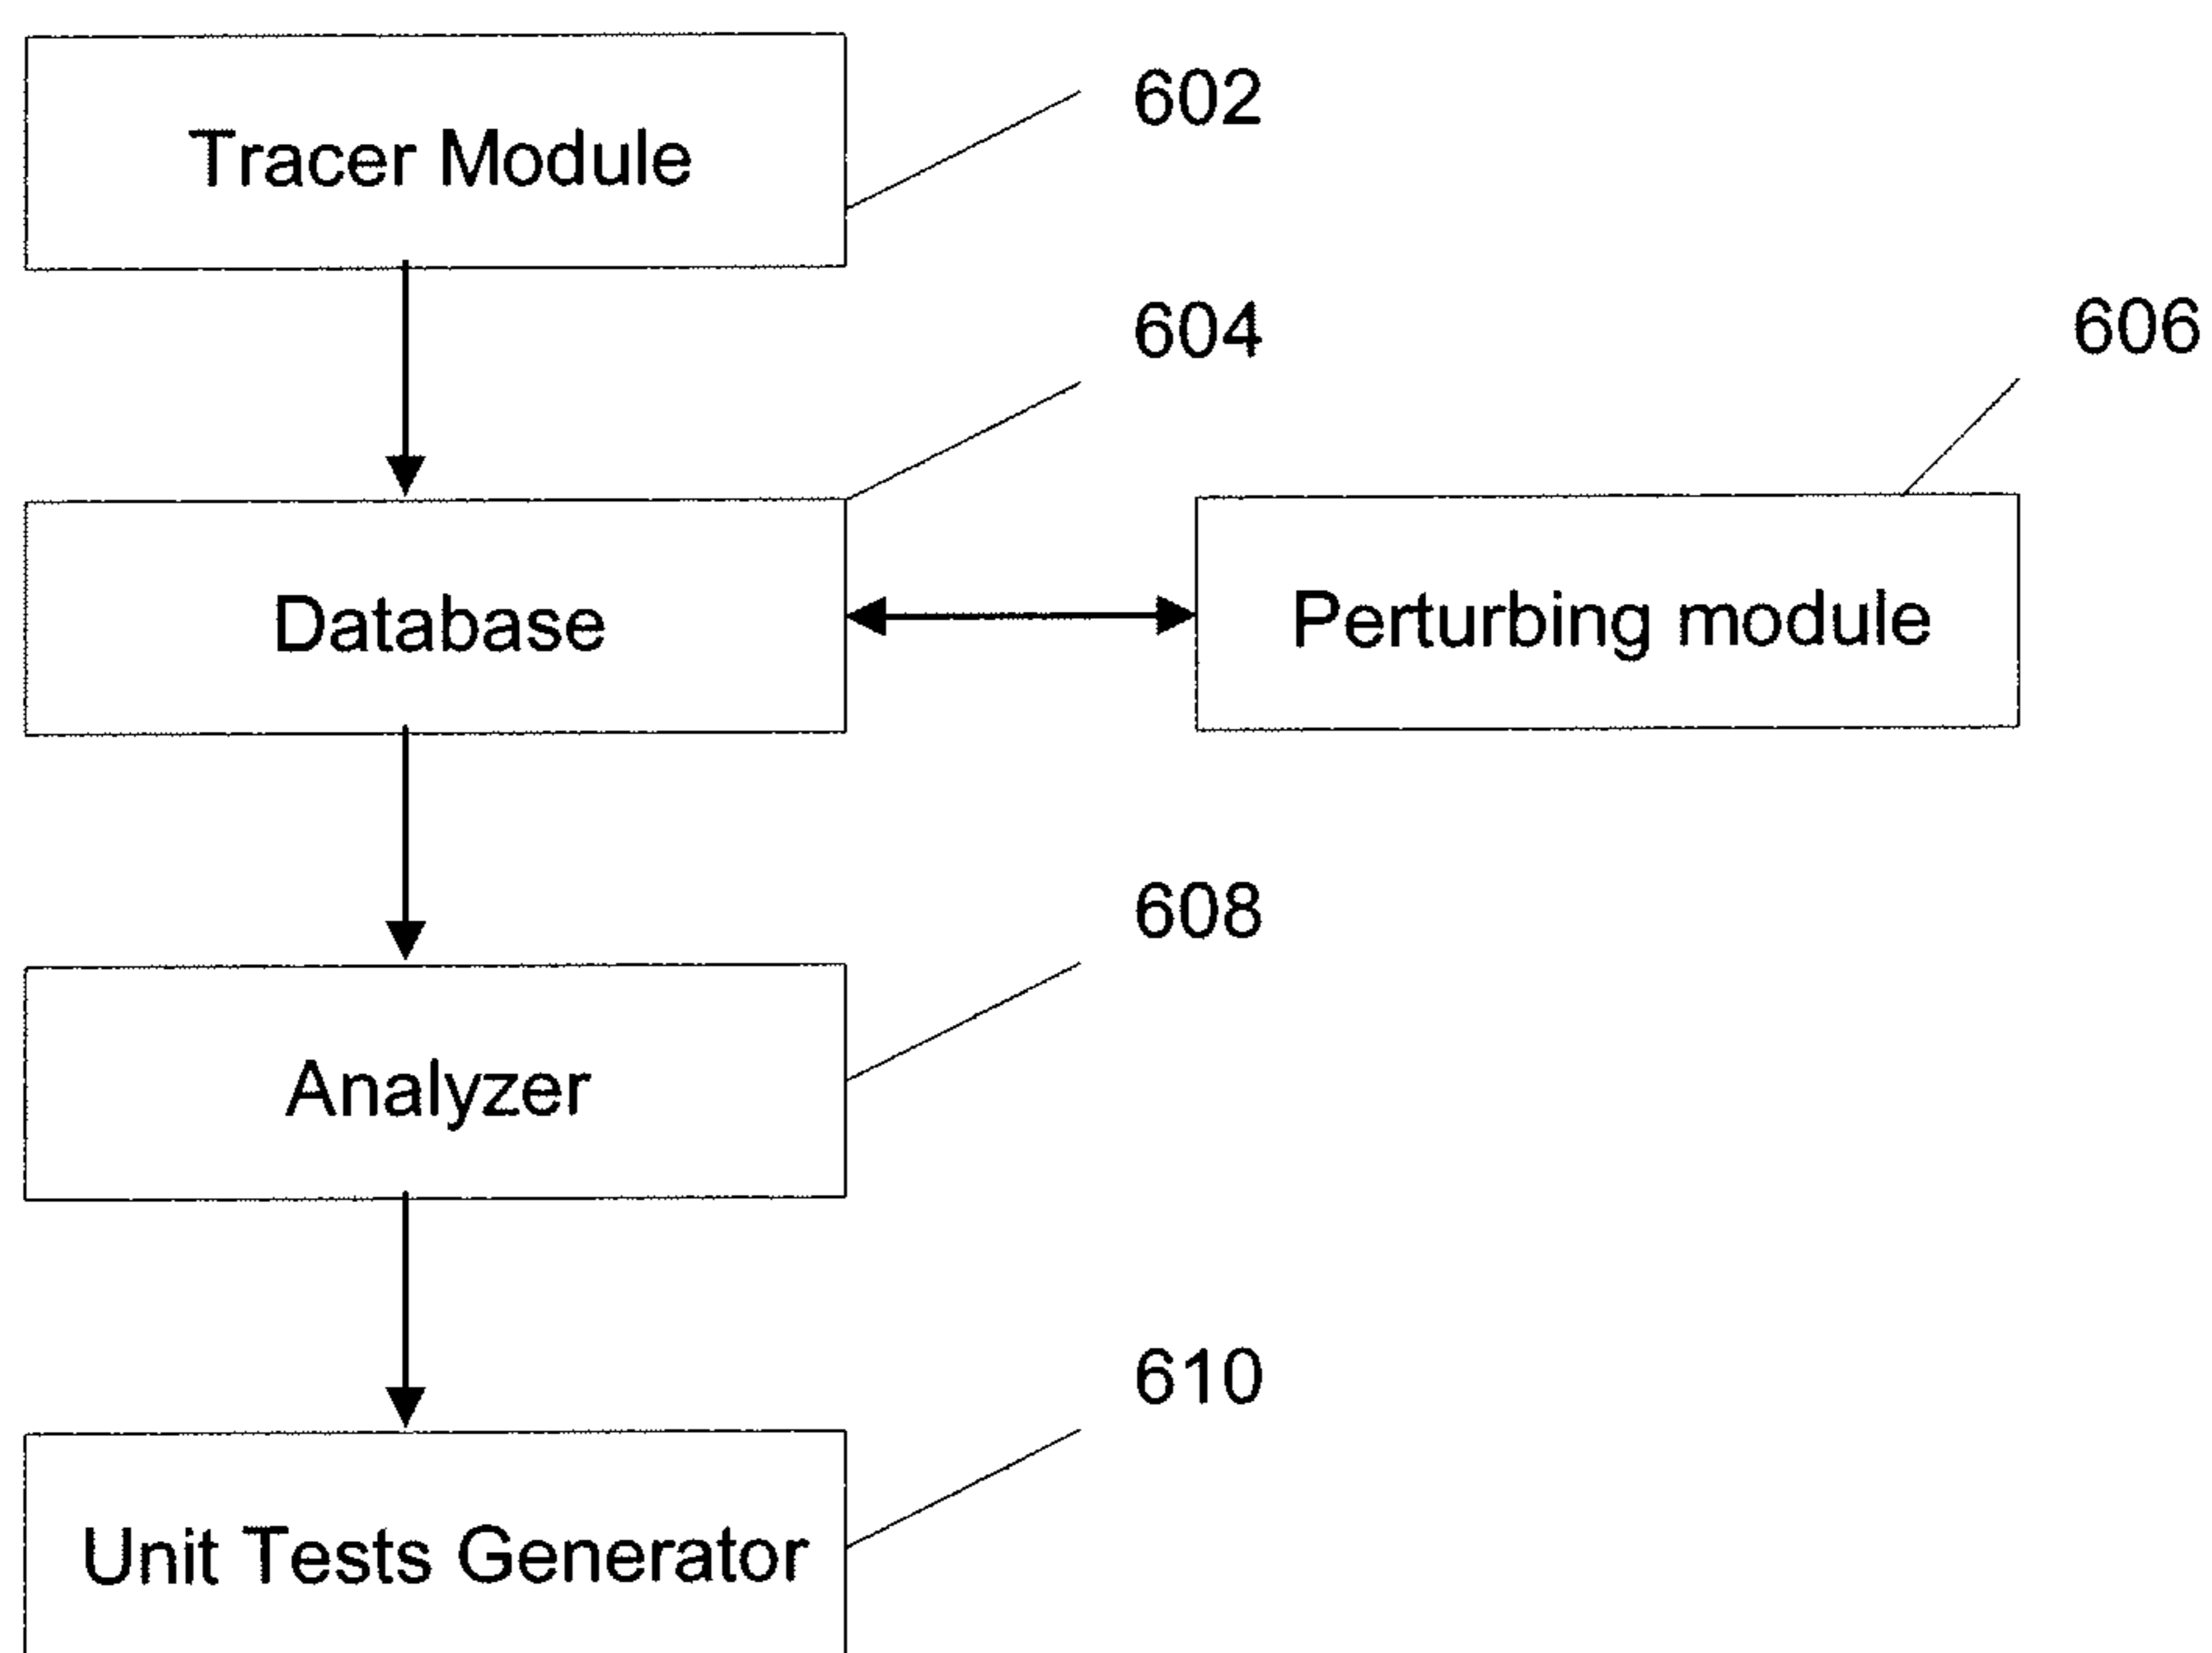 Tracer Module
602
604
606
Database
Perturbing module
608
Analyzer
610
Unit Tests Generator